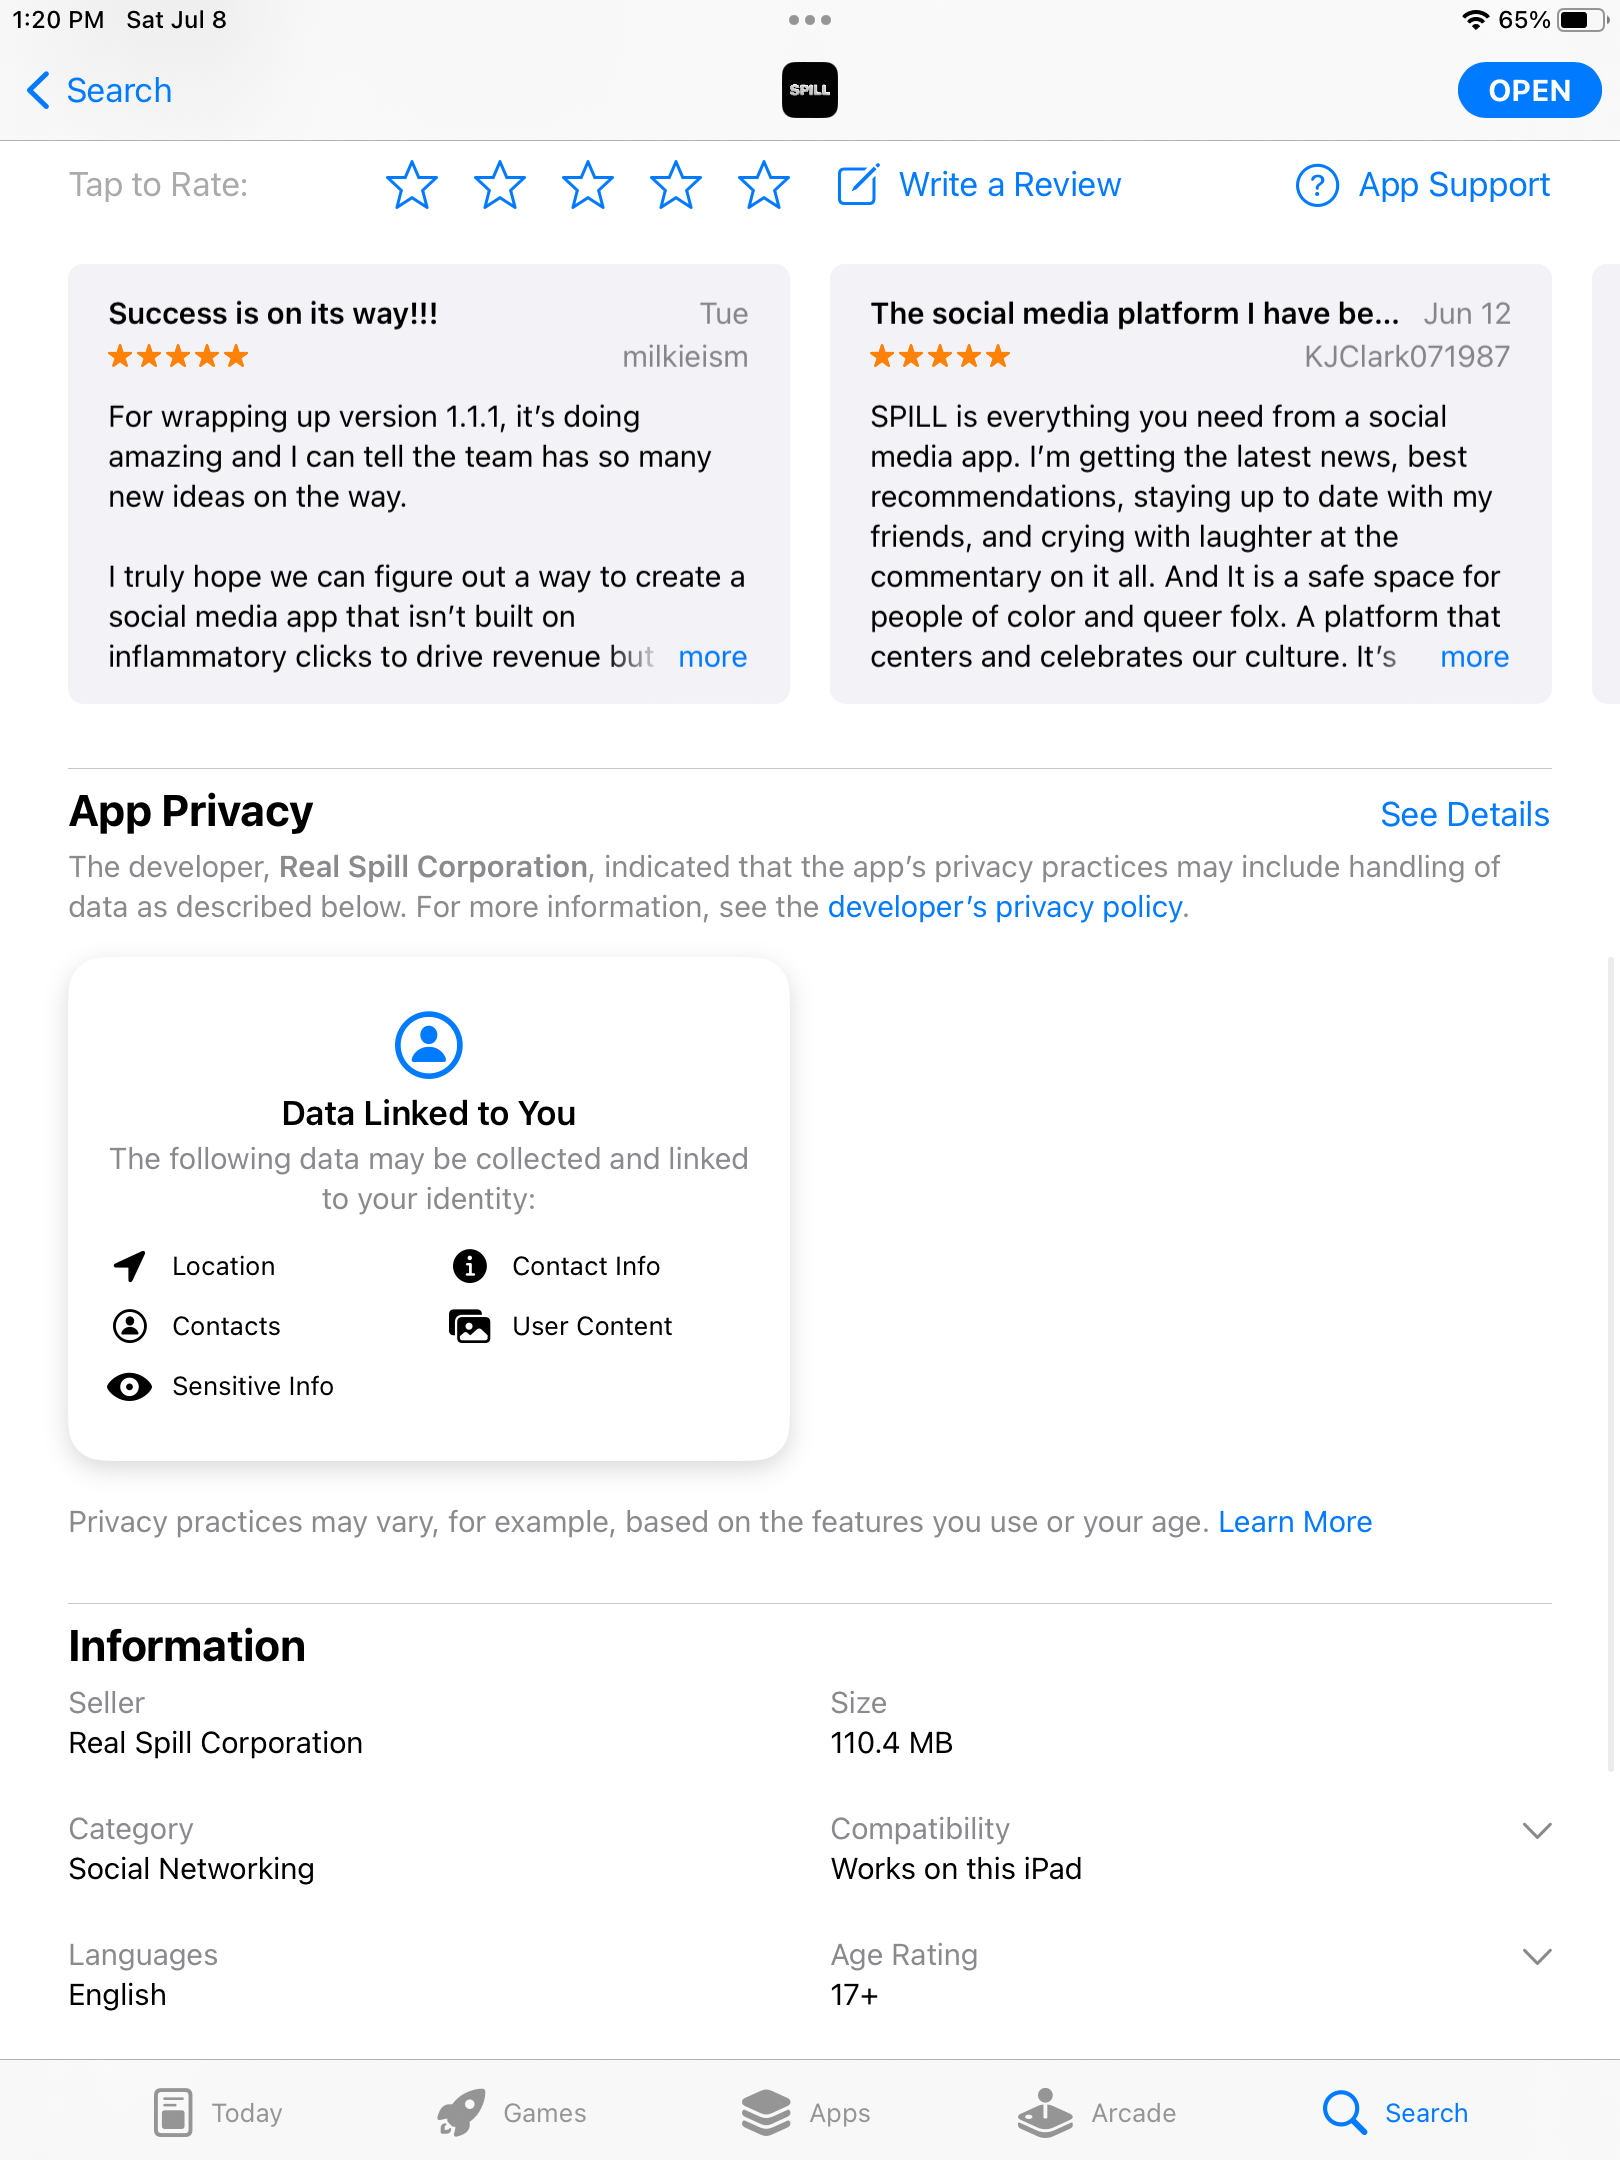 1:20 PM Sat Jul 8 65%
Search SPILL OPEN
Tap to Rate: Write a Review ? App Support
Success is on its way!!! Tue
milkieism
For wrapping up version 1.1.1, it’s doing
amazing and I can tell the team has so many
new ideas on the way.
I truly hope we can figure out a way to create a
social media app that isn’t built on
inflammatory clicks to drive revenue but more
The social media platform I have be... Jun 12
KJClark071987
SPILL is everything you need from a social
media app. I’m getting the latest news, best
recommendations, staying up to date with my
friends, and crying with laughter at the
commentary on it all. And It is a safe space for
people of color and queer folx. A platform that
centers and celebrates our culture. It’s more
App Privacy See Details
The developer, Real Spill Corporation, indicated that the app’s privacy practices may include handling of
data as described below. For more information, see the developer’s privacy policy.
Data Linked to You
The following data may be collected and linked
to your identity:
Location Contact Info
Contacts User Content
Sensitive Info
Privacy practices may vary, for example, based on the features you use or your age. Learn More
Information
Seller Size
Real Spill Corporation 110.4 MB
Category Compatibility
Social Networking Works on this iPad
Languages Age Rating
English 17+
Today Games Apps Arcade Search